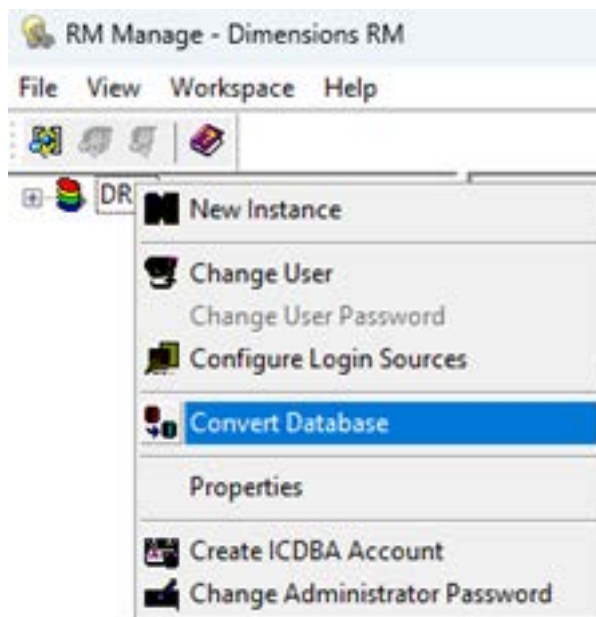 RM Manage - Dimensions RM
File View Workspace Help
DR
New Instance
Change User
Change User Password
Configure Login Sources
Convert Database
Properties
Create ICDBA Account
Change Administrator Password